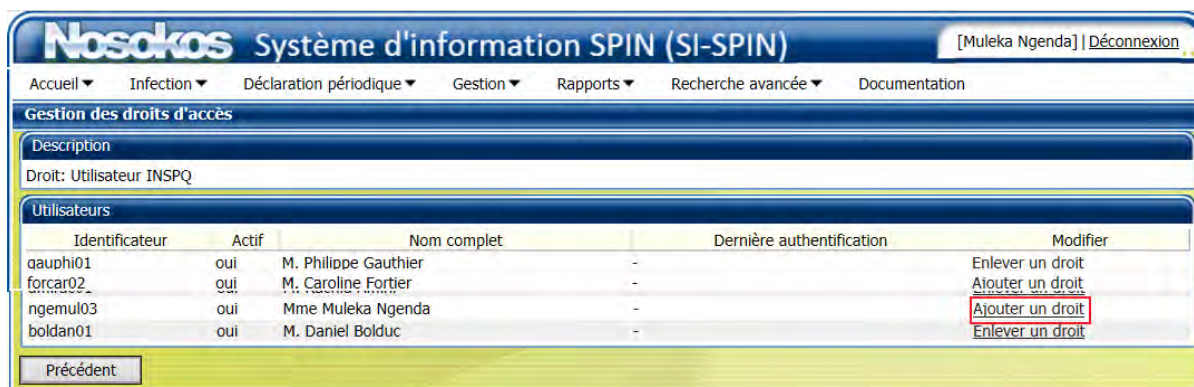 Nosokos Système d'information SPIN (SI-SPIN) [Muleka Ngenda] | Déconnexion
Accueil ▼ Infection ▼ Déclaration périodique ▼ Gestion ▼ Rapports ▼ Recherche avancée ▼ Documentation
Gestion des droits d'accès
Description
Droit: Utilisateur INSPQ
Utilisateurs
Identificateur Actif Nom complet Dernière authentification Modifier
gauphi01 oui M. Philippe Gauthier - Enlever un droit
forcar02 oui M. Caroline Fortier - Ajouter un droit
ngemul03 oui Mme Muleka Ngenda - Ajouter un droit
boldan01 oui M. Daniel Bolduc - Enlever un droit
Précédent